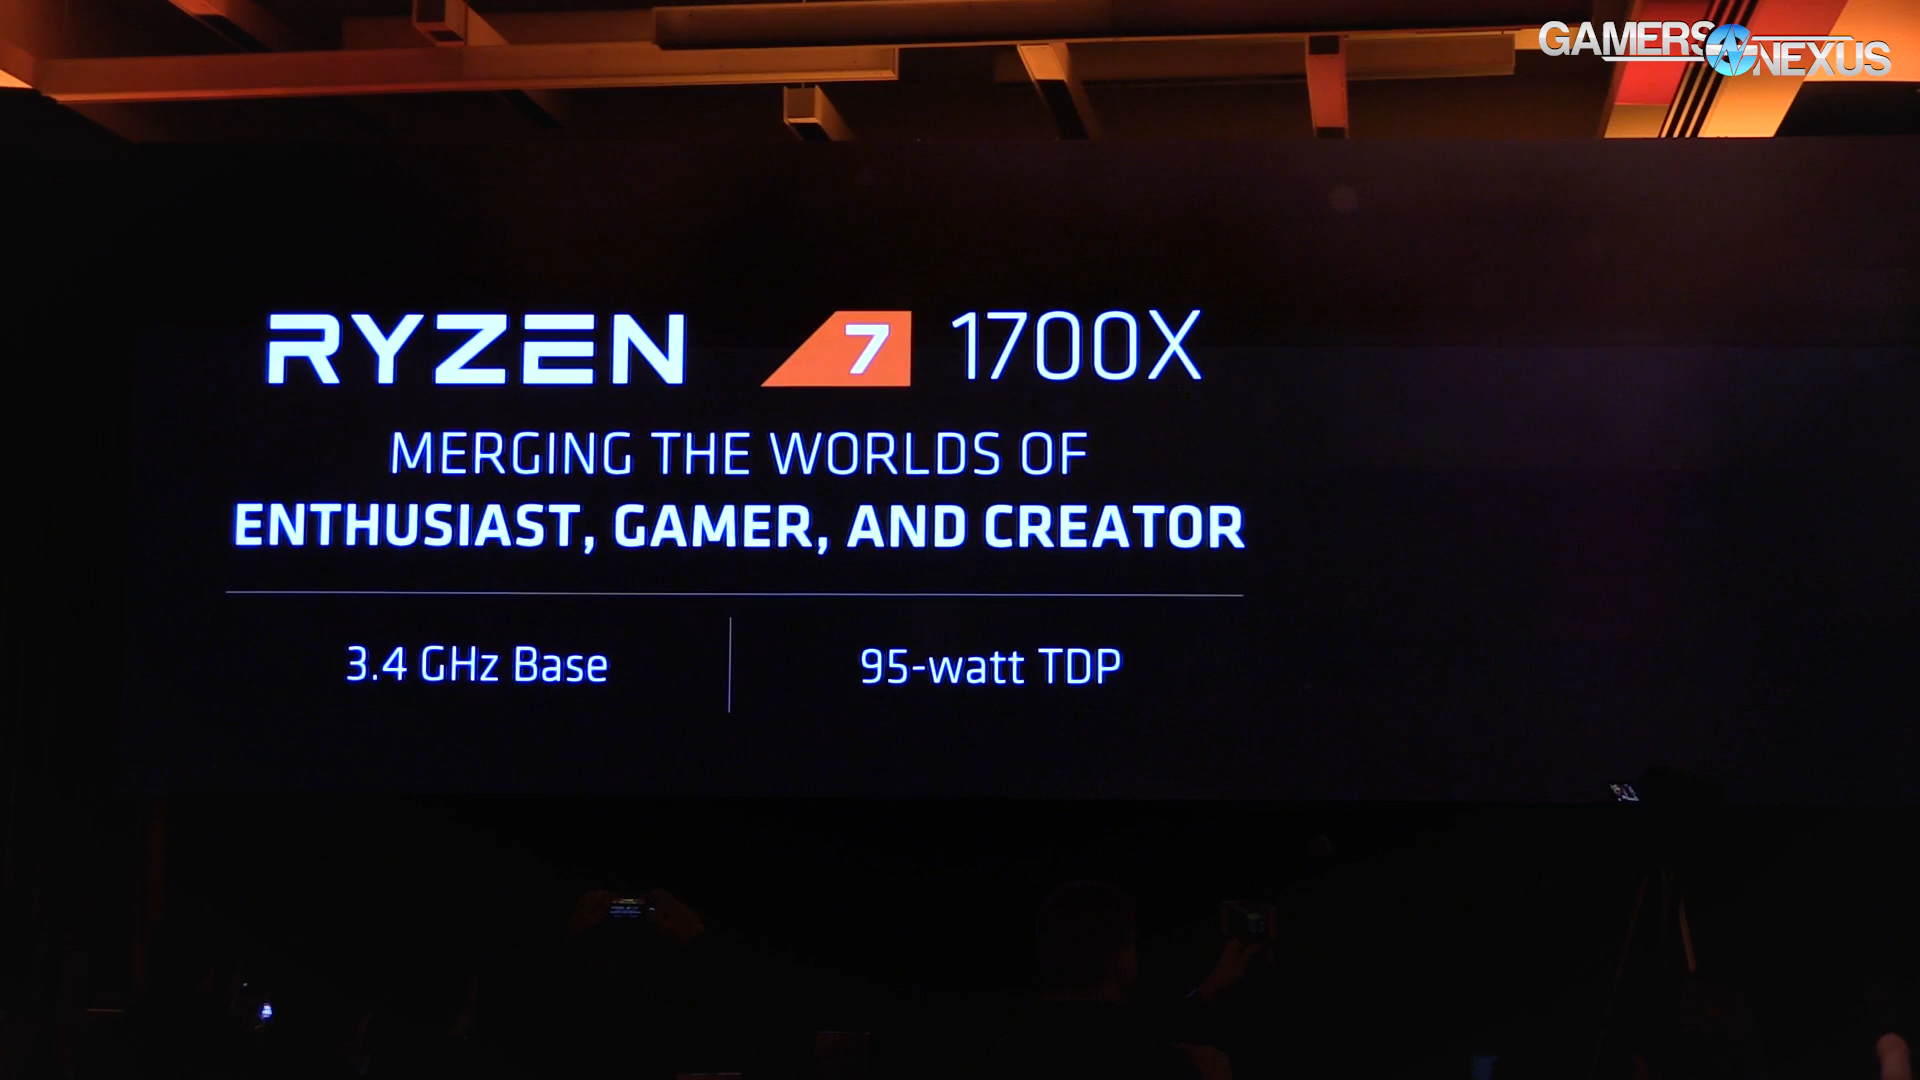 GAMERS NEXUS
RYZEN 7 1700X
MERGING THE WORLDS OF
ENTHUSIAST, GAMER, AND CREATOR
3.4 GHz Base
95-watt TDP